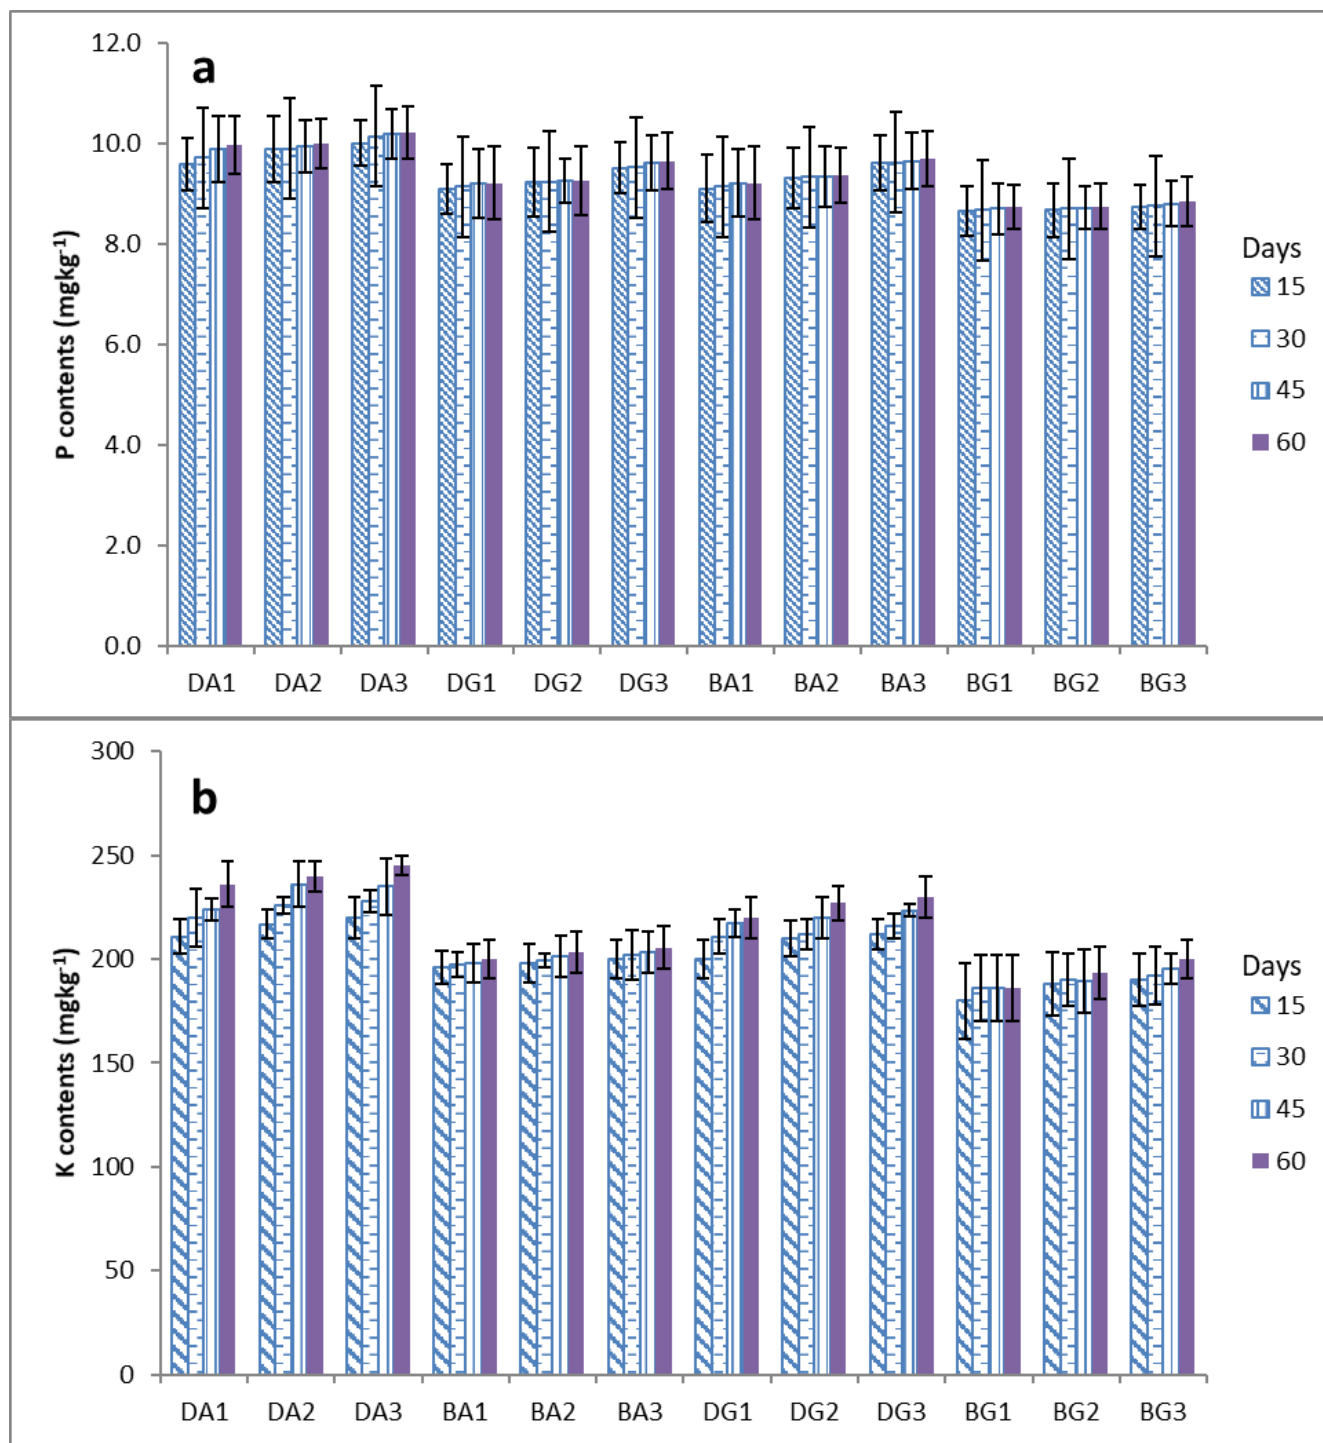 a
P contents (mgkg-1)
12.0
10.0
8.0
6.0
4.0
2.0
0.0
DA1 DA2 DA3 DG1 DG2 DG3 BA1 BA2 BA3 BG1 BG2 BG3
Days
15
30
45
60
b
K contents (mgkg-1)
300
250
200
150
100
50
0
DA1 DA2 DA3 BA1 BA2 BA3 DG1 DG2 DG3 BG1 BG2 BG3
Days
15
30
45
60